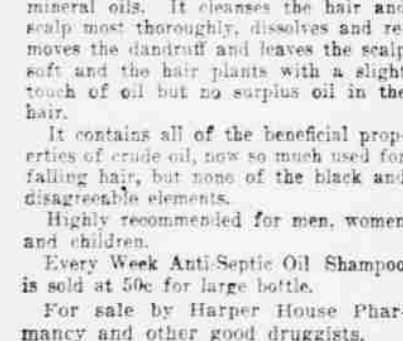 mineral oils. It cleanses the hair and
scalp most thoroughly, dissolves and re-
moves the dandruff and leaves the scalp
soft and the hair plants with a slight
touch of oil but no surplus oil in the
hair.
It contains all of the beneficial prop-
erties of crude oil, now so much used for
falling hair, but none of the black and
disagreeable elements.
Highly recommended for men, women
and children.
Every Week Anti-Septic Oil Shampoo
is sold at 50c for large bottle.
For sale by Harper House Phar-
mancy and other good druggists.